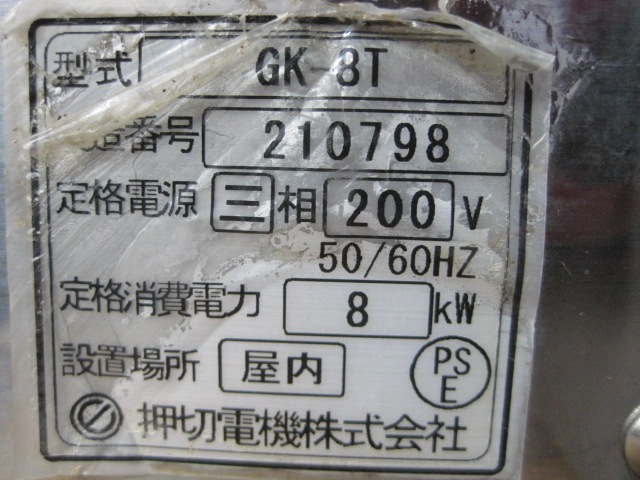 型式 GK-8T
番号 210798
定格電源 三相 200 V
50/60HZ
定格消費電力 8 kW
設置場所 屋内
PS
E
押切電機株式会社